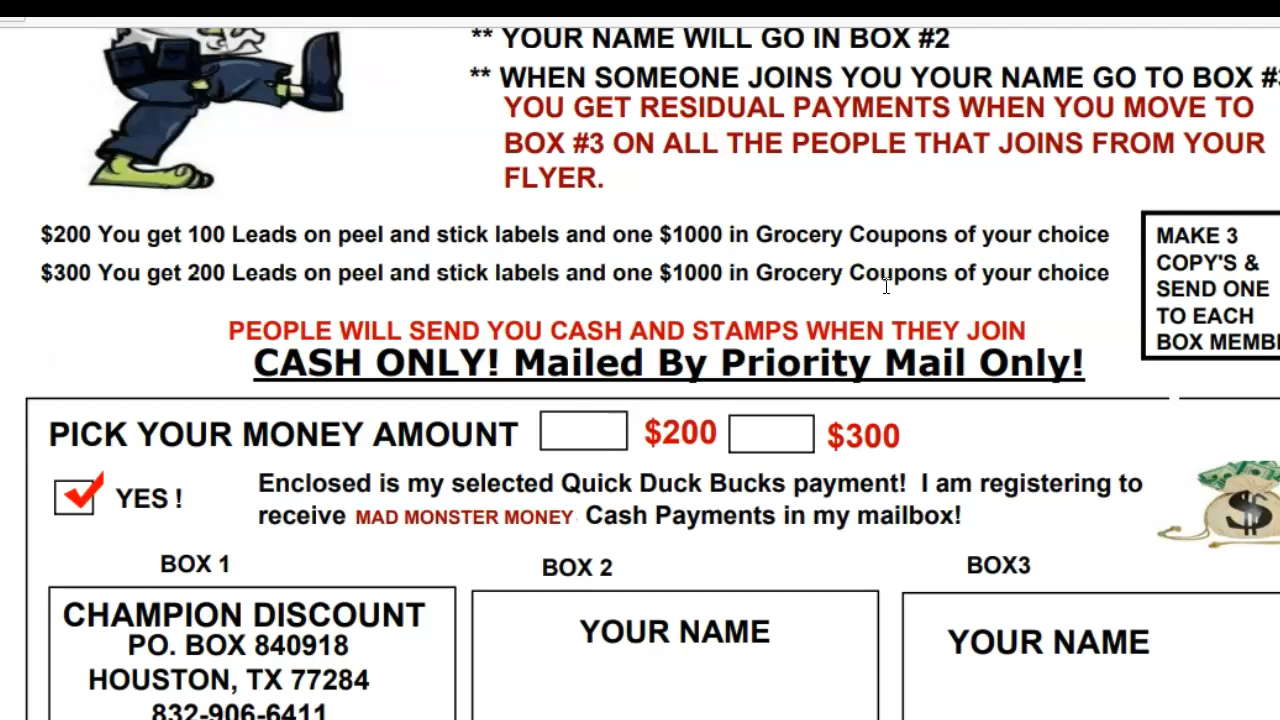 ** YOUR NAME WILL GO IN BOX #2
** WHEN SOMEONE JOINS YOU YOUR NAME GO TO BOX
YOU GET RESIDUAL PAYMENTS WHEN YOU MOVE TO
BOX #3 ON ALL THE PEOPLE THAT JOINS FROM YOUR
FLYER.
$200 You get 100 Leads on peel and stick labels and one $1000 in Grocery Coupons of your choice
$300 You get 200 Leads on peel and stick labels and one $1000 in Grocery Coupons of your choice
MAKE 3
COPY'S &
SEND ONE
TO EACH
BOX MEMB
PEOPLE WILL SEND YOU CASH AND STAMPS WHEN THEY JOIN
CASH ONLY! Mailed By Priority Mail Only!
PICK YOUR MONEY AMOUNT $200 $300
YES !
Enclosed is my selected Quick Duck Bucks payment! I am registering to
receive MAD MONSTER MONEY Cash Payments in my mailbox!
$
BOX 1
BOX 2
BOX3
CHAMPION DISCOUNT
PO. BOX 840918
HOUSTON, TX 77284
832-906-6411
YOUR NAME
YOUR NAME